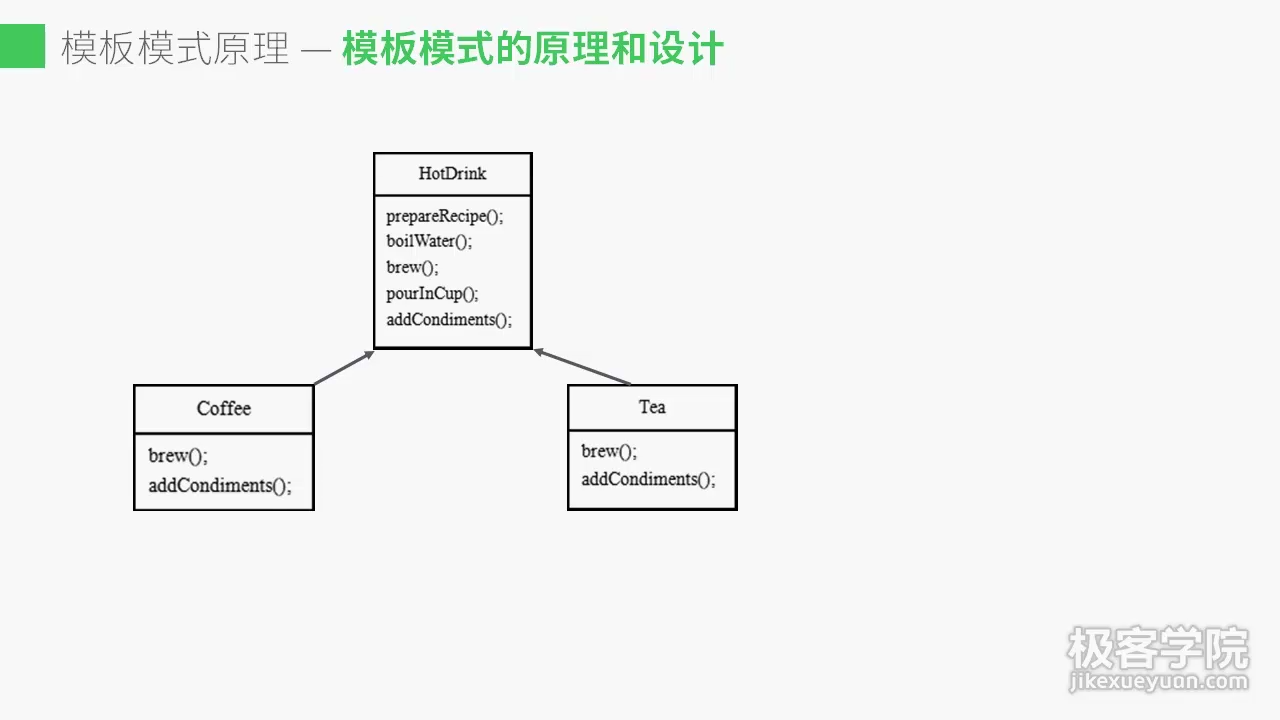 模板模式原理 — 模板模式的原理和设计
HotDrink
prepareRecipe();
boilWater();
brew();
pourInCup();
addCondiments();
Coffee
brew();
addCondiments();
Tea
brew();
addCondiments();
极客学院
jikexueyuan.com